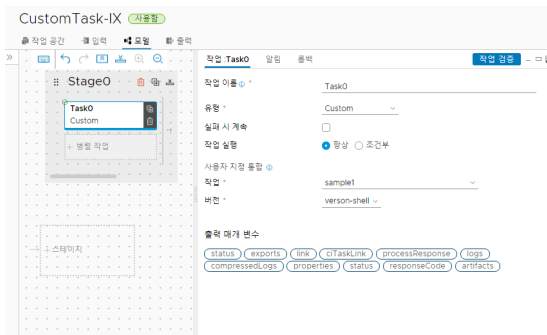 CustomTask-IX 사용함
작업 공간 입력 모델 출력
작업 :Task0 알림 롤백 작업 검증
Stage0
Task0
Custom
+ 병렬 작업
+ 스테이지
작업 이름 *
Task0
유형 *
Custom
실패 시 계속
작업 실행
항상 조건부
사용자 지정 통합
작업 *
sample1
버전 *
verson-shell
출력 매개 변수
status exports link ciTaskLink processResponse logs
compressedLogs properties status responseCode artifacts